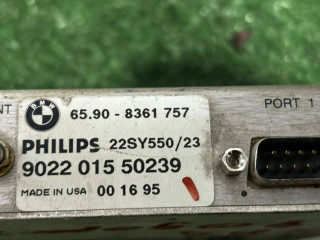 BMW
65.90 - 8361 757
NT
PORT 1
PHILIPS 22SY550/23
9022 015 50239
MADE IN USA 00 16 95